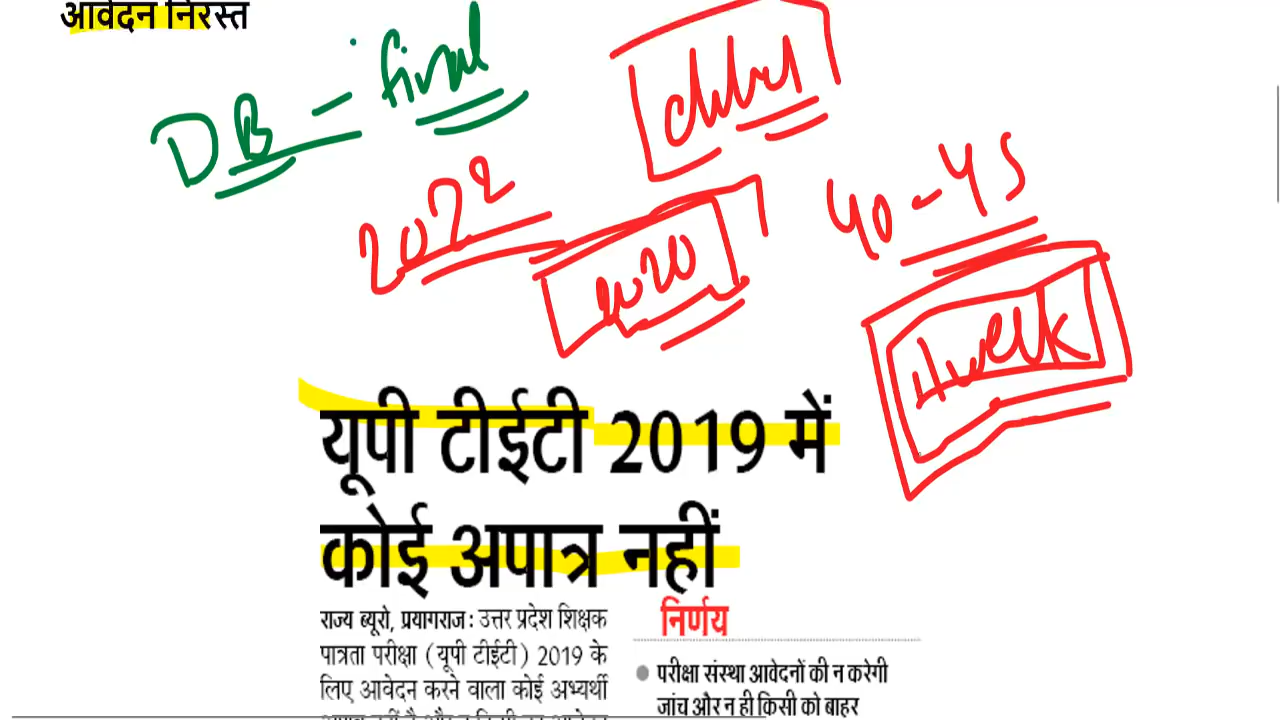 आवेदन निरस्त
DB = final
2022
2020
40-45
यूपी टीईटी 2019 में
कोई अपात्र नहीं
राज्य ब्यूरो, प्रयागराज: उत्तर प्रदेश शिक्षक
पात्रता परीक्षा (यूपी टीईटी) 2019 के
लिए आवेदन करने वाला कोई अभ्यर्थी
निर्णय
परीक्षा संस्था आवेदनों की न करेगी
जांच और न ही किसी को बाहर